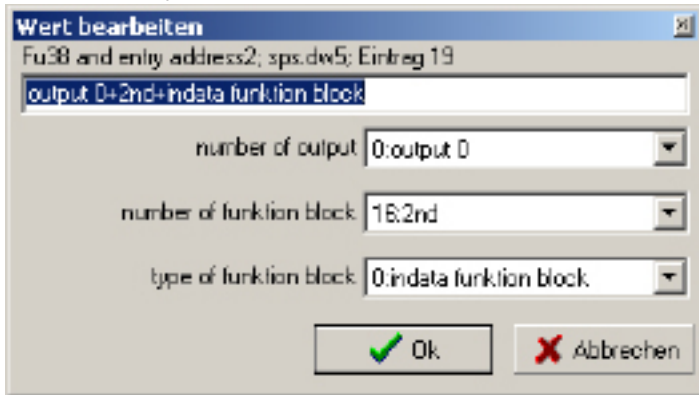 Wert bearbeiten
Fu38 and entry address2; sps.dw5; Eintrag 19
output 0+2nd+indata funktion block
number of output 0:output 0
number of funktion block 16:2nd
type of funktion block 0:indata funktion block
Ok Abbrechen